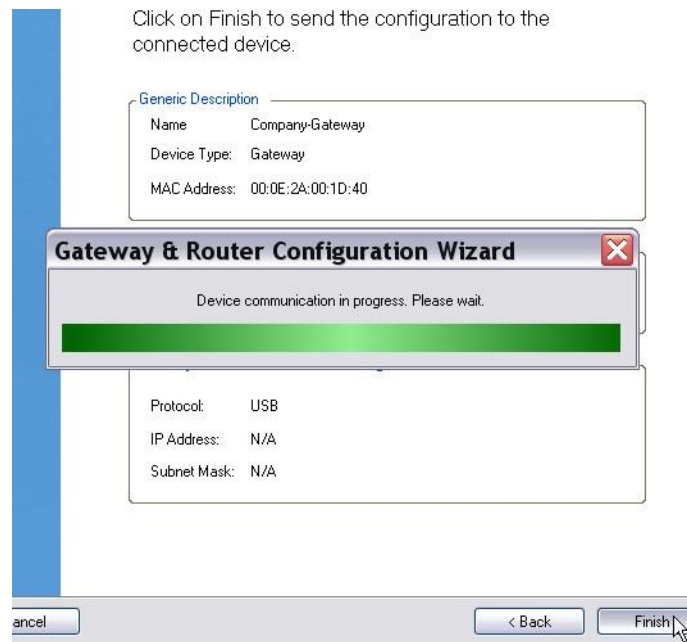 Click on Finish to send the configuration to the
connected device.
Generic Description
Name Company-Gateway
Device Type: Gateway
MAC Address: 00:0E:2A:00:1D:40
Gateway & Router Configuration Wizard
Device communication in progress. Please wait.
Protocol: USB
IP Address: N/A
Subnet Mask: N/A
ancel
< Back
Finish